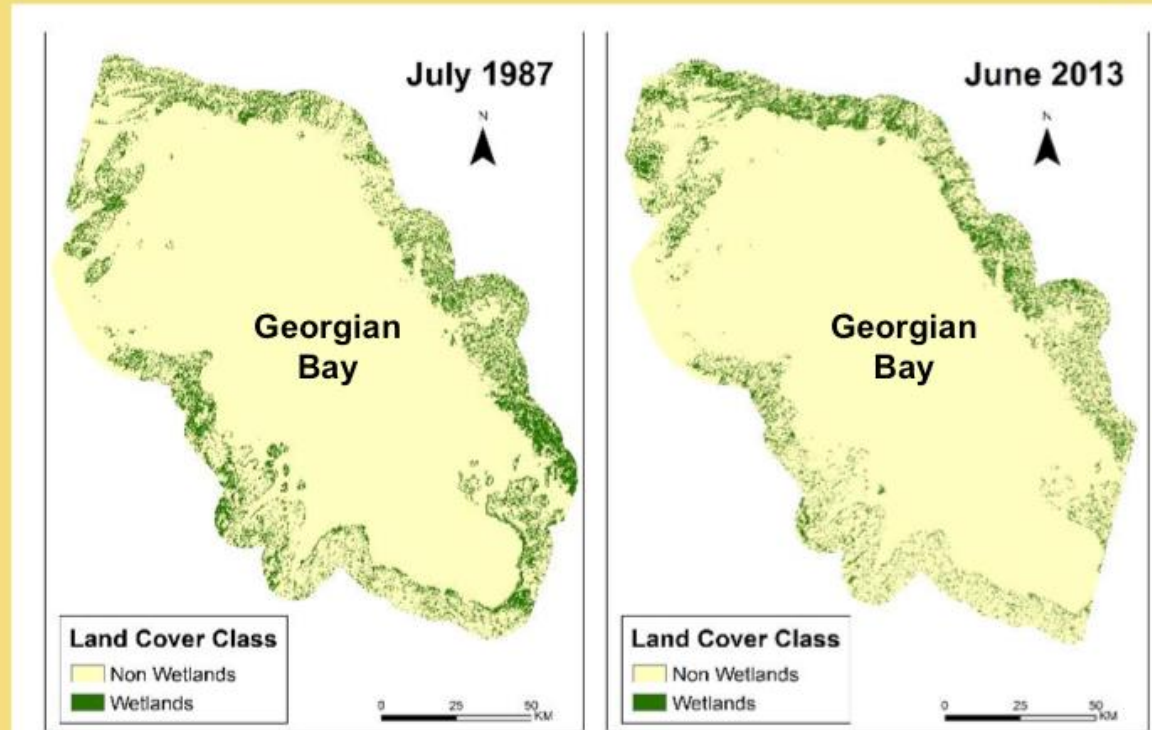 July 1987
N
Georgian
Bay
Land Cover Class
Non Wetlands
Wetlands
0 25 50
KM
June 2013
N
Georgian
Bay
Land Cover Class
Non Wetlands
Wetlands
0 25 50
KM